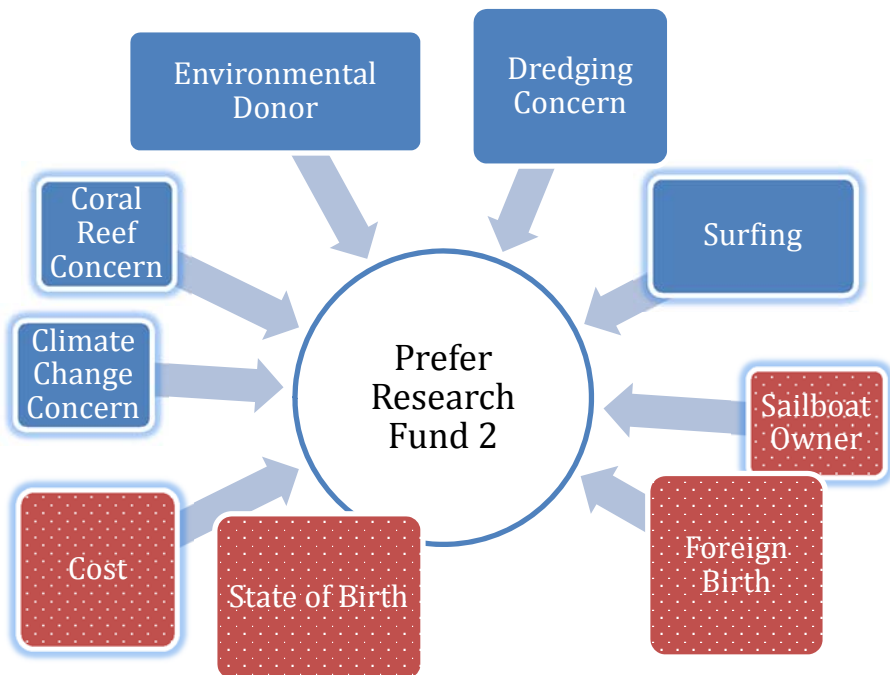 Environmental
Donor
Dredging
Concern
Coral
Reef
Concern
Surfing
Climate
Change
Concern
Prefer
Research
Fund 2
Sailboat
Owner
Cost
State of Birth
Foreign
Birth